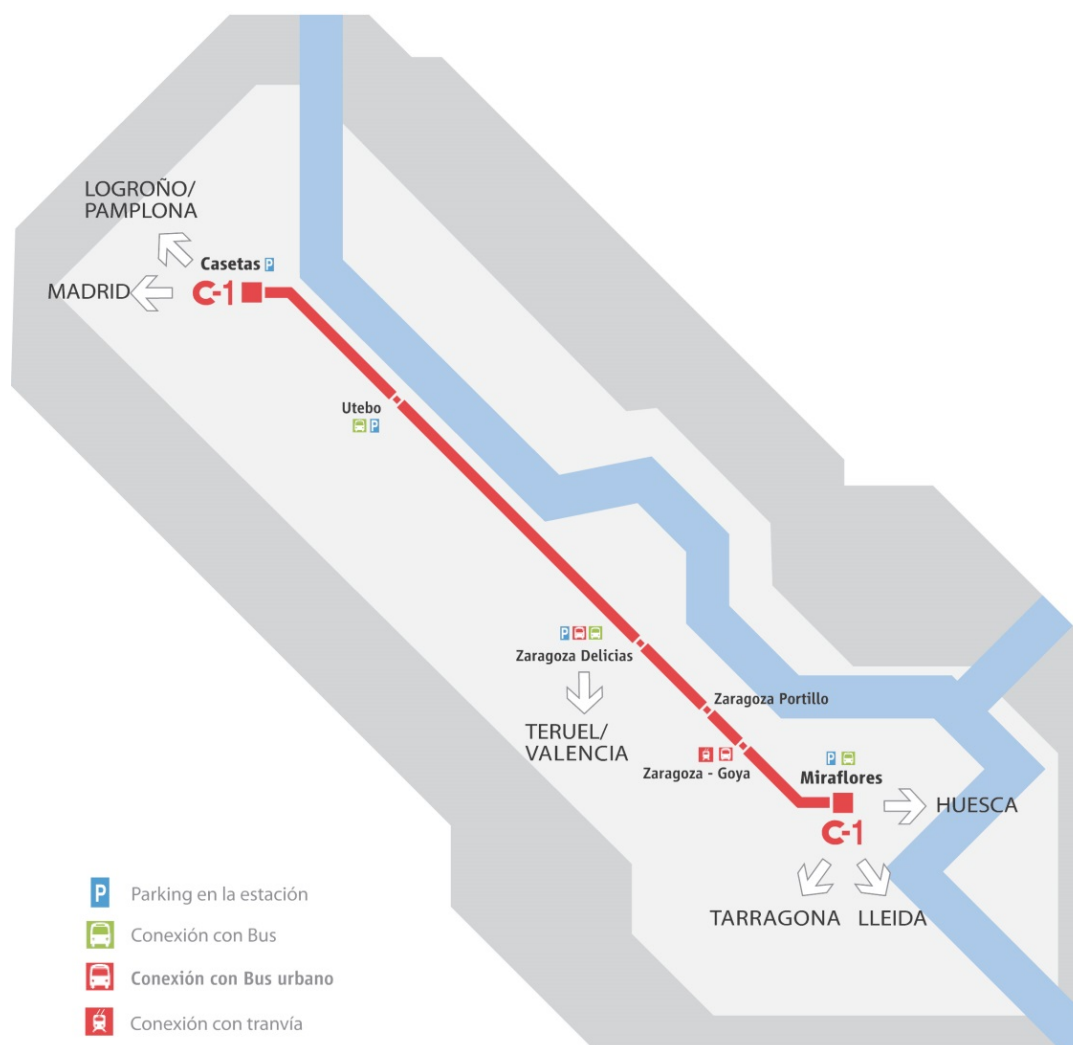 LOGROÑO/
PAMPLONA
Casetas P
MADRID
C-1
Utebo
P
P
Zaragoza Delicias
TERUEL/
VALENCIA
Zaragoza Portillo
Zaragoza - Goya
P
Miraflores
HUESCA
C-1
TARRAGONA
LLEIDA
P Parking en la estación
Conexión con Bus
Conexión con Bus urbano
Conexión con tranvía